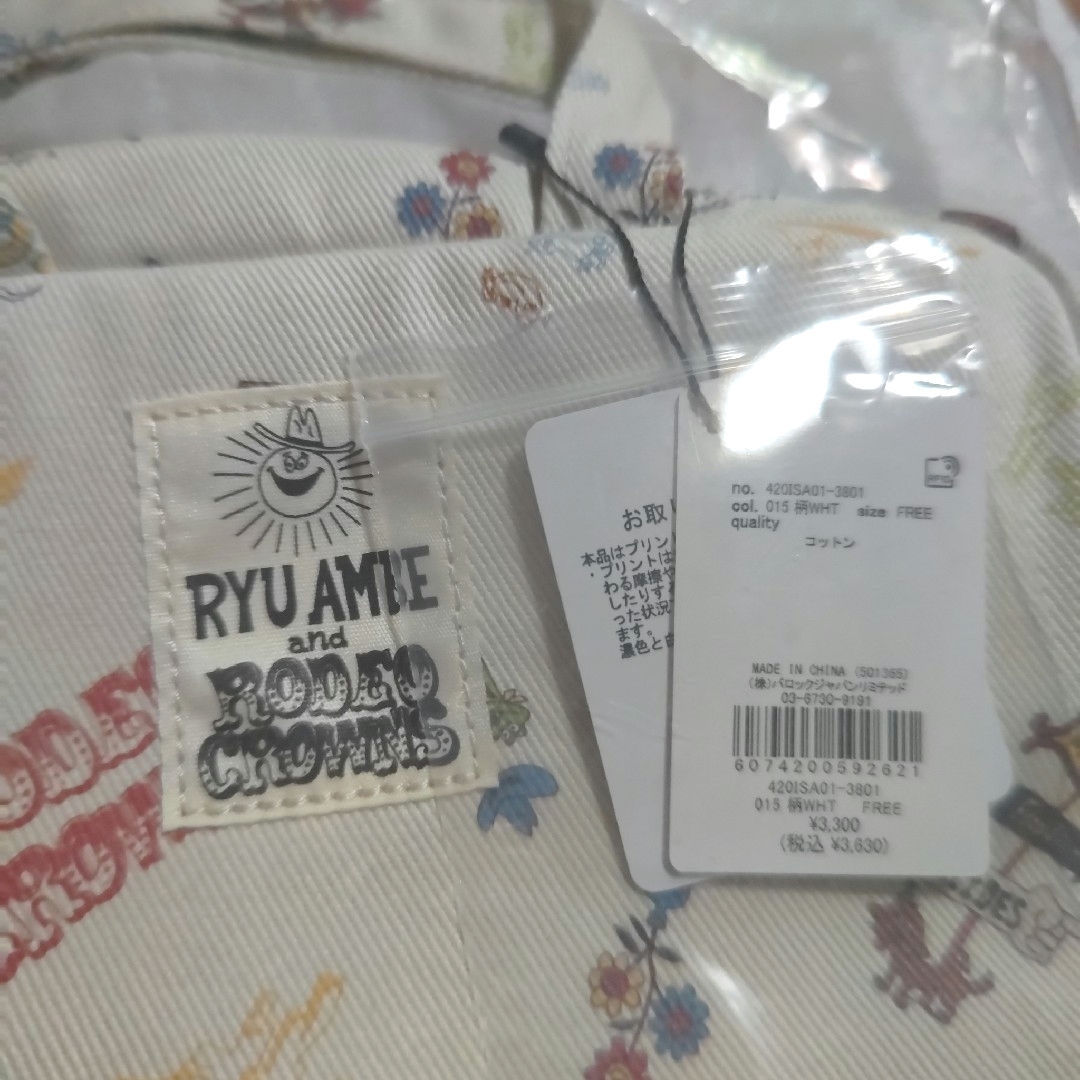 RYU AMBE
and
RODEO
CROWNS
お取
本品はプリン
・プリントは
わる摩擦や
したりす
った状況
ます。
濃色と
no. 420ISA01-3801
col. 015 柄WHT size FREE
quality
コットン
MADE IN CHINA (501365)
(株)バロックジャパンリミテッド
03-6730-9191
6074200592621
420ISA01-3801
015 柄WHT FREE
¥3,300
(税込 ¥3,630)